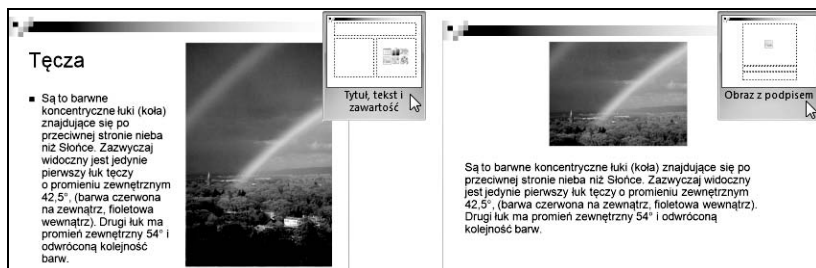 Tęcza
Są to barwne
koncentryczne łuki (koła)
znajdujące się po
przeciwnej stronie nieba
niż Słońce. Zazwyczaj
widoczny jest jedynie
pierwszy łuk tęczy
o promieniu zewnętrznym
42,5°, (barwa czerwona
na zewnątrz, fioletowa
wewnątrz). Drugi łuk ma
promień zewnętrzny 54° i
odwróconą kolejność
barw.
Tytuł, tekst i
zawartość
Obraz z podpisem
Są to barwne koncentryczne łuki (koła) znajdujące się po
przeciwnej stronie nieba niż Słońce. Zazwyczaj widoczny
jest jedynie pierwszy łuk tęczy o promieniu zewnętrznym
42,5°, (barwa czerwona na zewnątrz, fioletowa wewnątrz).
Drugi łuk ma promień zewnętrzny 54° i odwróconą
kolejność barw.